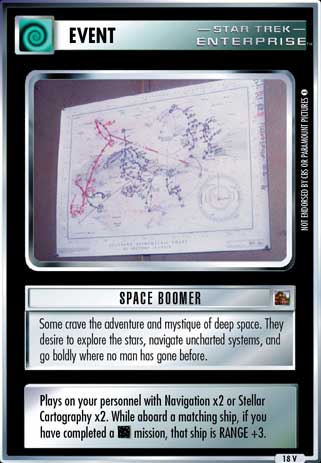 EVENT
STAR TREK
ENTERPRISE™
NOT ENDORSED BY CBS OR PARAMOUNT PICTURES
SPACE BOOMER
Some crave the adventure and mystique of deep space. They
desire to explore the stars, navigate uncharted systems, and
go boldly where no man has gone before.
Plays on your personnel with Navigation x2 or Stellar
Cartography x2. While aboard a matching ship, if you
have completed a mission, that ship is RANGE +3.
18 V